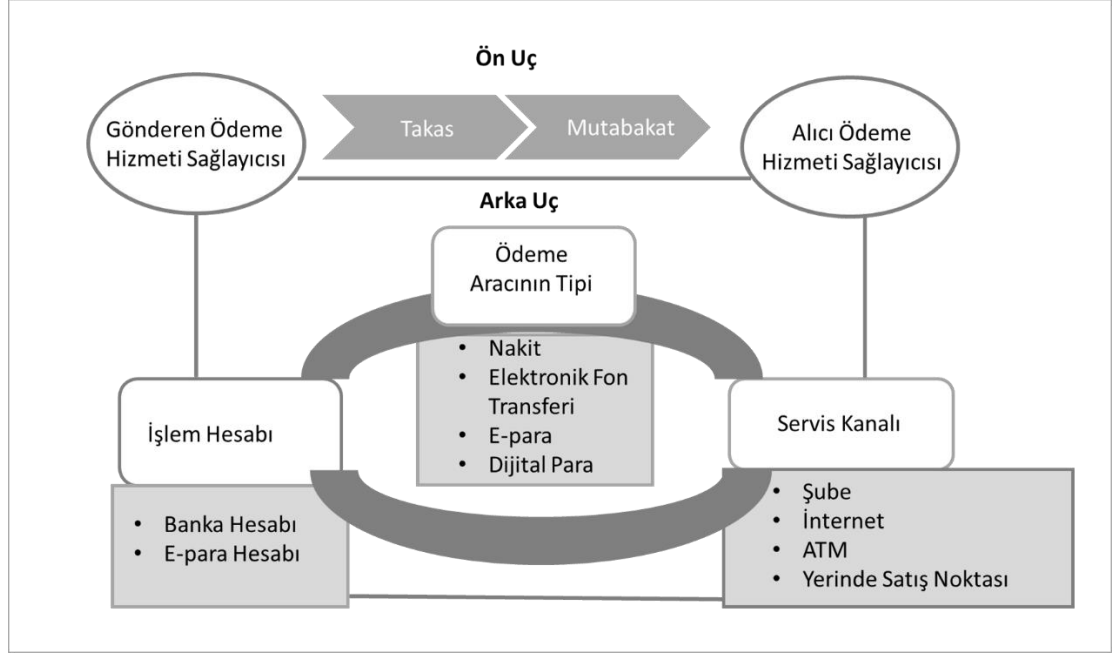 Ön Uç
Gönderen Ödeme
Hizmeti Sağlayıcısı
Takas
Mutabakat
Alıcı Ödeme
Hizmeti Sağlayıcısı
Arka Uç
Ödeme
Aracının Tipi
• Nakit
• Elektronik Fon
Transferi
• E-para
• Dijital Para
İşlem Hesabı
• Banka Hesabı
• E-para Hesabı
Servis Kanalı
• Şube
• İnternet
• ATM
• Yerinde Satış Noktası